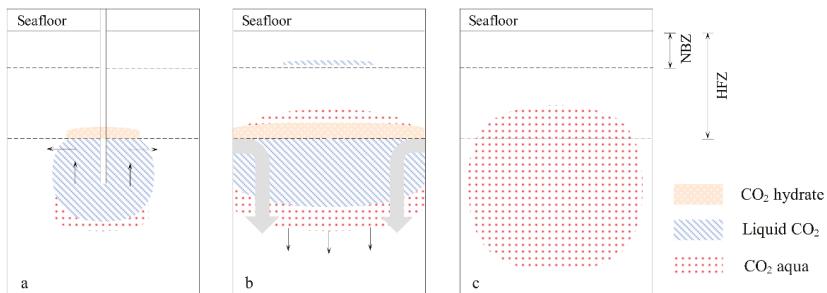 Seafloor
Seafloor
Seafloor
NBZ
HFZ
CO₂ hydrate
Liquid CO₂
CO₂ aqua
a
b
c